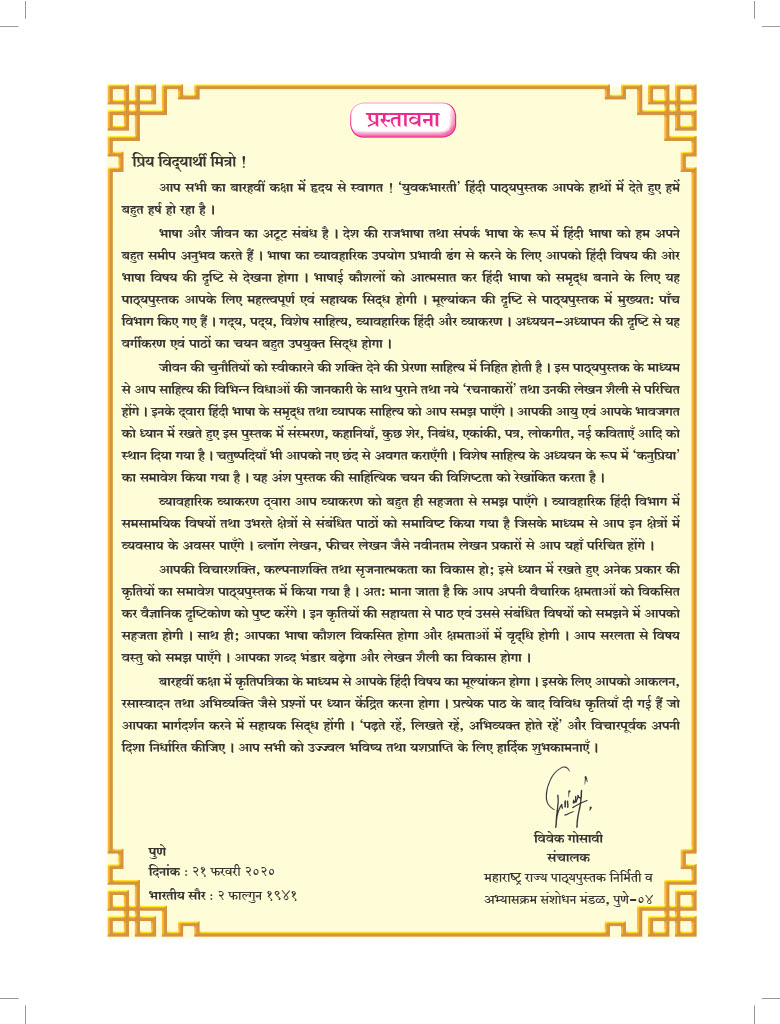 प्रस्तावना
प्रिय विद्‌यार्थी मित्रो !
आप सभी का बारहवीं कक्षा में हृदय से स्वागत ! ‘युवकभारती’ हिंदी पाठ्‌यपुस्तक आपके हाथों में देते हुए हमें
बहुत हर्ष हो रहा है ।
भाषा और जीवन का अटूट संबंध है । देश की राजभाषा तथा संपर्क भाषा के रूप में हिंदी भाषा को हम अपने
बहुत समीप अनुभव करते हैं । भाषा का व्यावहारिक उपयोग प्रभावी ढंग से करने के लिए आपको हिंदी विषय की ओर
भाषा विषय की दृष्टि से देखना होगा । भाषाई कौशलों को आत्मसात कर हिंदी भाषा को समृद्‌ध बनाने के लिए यह
पाठ्‌यपुस्तक आपके लिए महत्त्वपूर्ण एवं सहायक सिद्‌ध होगी । मूल्यांकन की दृष्टि से पाठ्‌यपुस्तक में मुख्यतः पाँच
विभाग किए गए हैं । गद्‌य, पद्‌य, विशेष साहित्य, व्यावहारिक हिंदी और व्याकरण । अध्ययन-अध्यापन की दृष्टि से यह
वर्गीकरण एवं पाठों का चयन बहुत उपयुक्त सिद्‌ध होगा ।
जीवन की चुनौतियों को स्वीकारने की शक्ति देने की प्रेरणा साहित्य में निहित होती है । इस पाठ्‌यपुस्तक के माध्यम
से आप साहित्य की विभिन्न विधाओं की जानकारी के साथ पुराने तथा नये ‘रचनाकारों’ तथा उनकी लेखन शैली से परिचित
होंगे । इनके द्‌वारा हिंदी भाषा के समृद्‌ध तथा व्यापक साहित्य को आप समझ पाएँगे । आपकी आयु एवं आपके भावजगत
को ध्यान में रखते हुए इस पुस्तक में संस्मरण, कहानियाँ, कुछ शेर, निबंध, एकांकी, पत्र, लोकगीत, नई कविताएँ आदि को
स्थान दिया गया है । चतुष्पदियाँ भी आपको नए छंद से अवगत कराएँगी । विशेष साहित्य के अध्ययन के रूप में ‘कनुप्रिया’
का समावेश किया गया है । यह अंश पुस्तक की साहित्यिक चयन की विशिष्टता को रेखांकित करता है ।
व्यावहारिक व्याकरण द्‌वारा आप व्याकरण को बहुत ही सहजता से समझ पाएँगे । व्यावहारिक हिंदी विभाग में
समसामयिक विषयों तथा उभरते क्षेत्रों से संबंधित पाठों को समाविष्ट किया गया है जिसके माध्यम से आप इन क्षेत्रों में
व्यवसाय के अवसर पाएँगे । ब्लॉग लेखन, फीचर लेखन जैसे नवीनतम लेखन प्रकारों से आप यहाँ परिचित होंगे ।
आपकी विचारशक्ति, कल्पनाशक्ति तथा सृजनात्मकता का विकास हो; इसे ध्यान में रखते हुए अनेक प्रकार की
कृतियों का समावेश पाठ्‌यपुस्तक में किया गया है । अतः माना जाता है कि आप अपनी वैचारिक क्षमताओं को विकसित
कर वैज्ञानिक दृष्टिकोण को पुष्ट करेंगे । इन कृतियों की सहायता से पाठ एवं उससे संबंधित विषयों को समझने में आपको
सहजता होगी । साथ ही; आपका भाषा कौशल विकसित होगा और क्षमताओं में वृद्‌धि होगी । आप सरलता से विषय
वस्तु को समझ पाएँगे । आपका शब्द भंडार बढ़ेगा और लेखन शैली का विकास होगा ।
बारहवीं कक्षा में कृतिपत्रिका के माध्यम से आपके हिंदी विषय का मूल्यांकन होगा । इसके लिए आपको आकलन,
रसास्वादन तथा अभिव्यक्ति जैसे प्रश्नों पर ध्यान केंद्रित करना होगा । प्रत्येक पाठ के बाद विविध कृतियाँ दी गई हैं जो
आपका मार्गदर्शन करने में सहायक सिद्‌ध होंगी । ‘पढ़ते रहें, लिखते रहें, अभिव्यक्त होते रहें’ और विचारपूर्वक अपनी
दिशा निर्धारित कीजिए । आप सभी को उज्ज्वल भविष्य तथा यशप्राप्ति के लिए हार्दिक शुभकामनाएँ ।
विवेक गोसावी
संचालक
महाराष्ट्र राज्य पाठ्‌यपुस्तक निर्मिती व
अभ्यासक्रम संशोधन मंडळ, पुणे-०४
पुणे
दिनांक : २१ फरवरी २०२०
भारतीय सौर : २ फाल्गुन १९४१